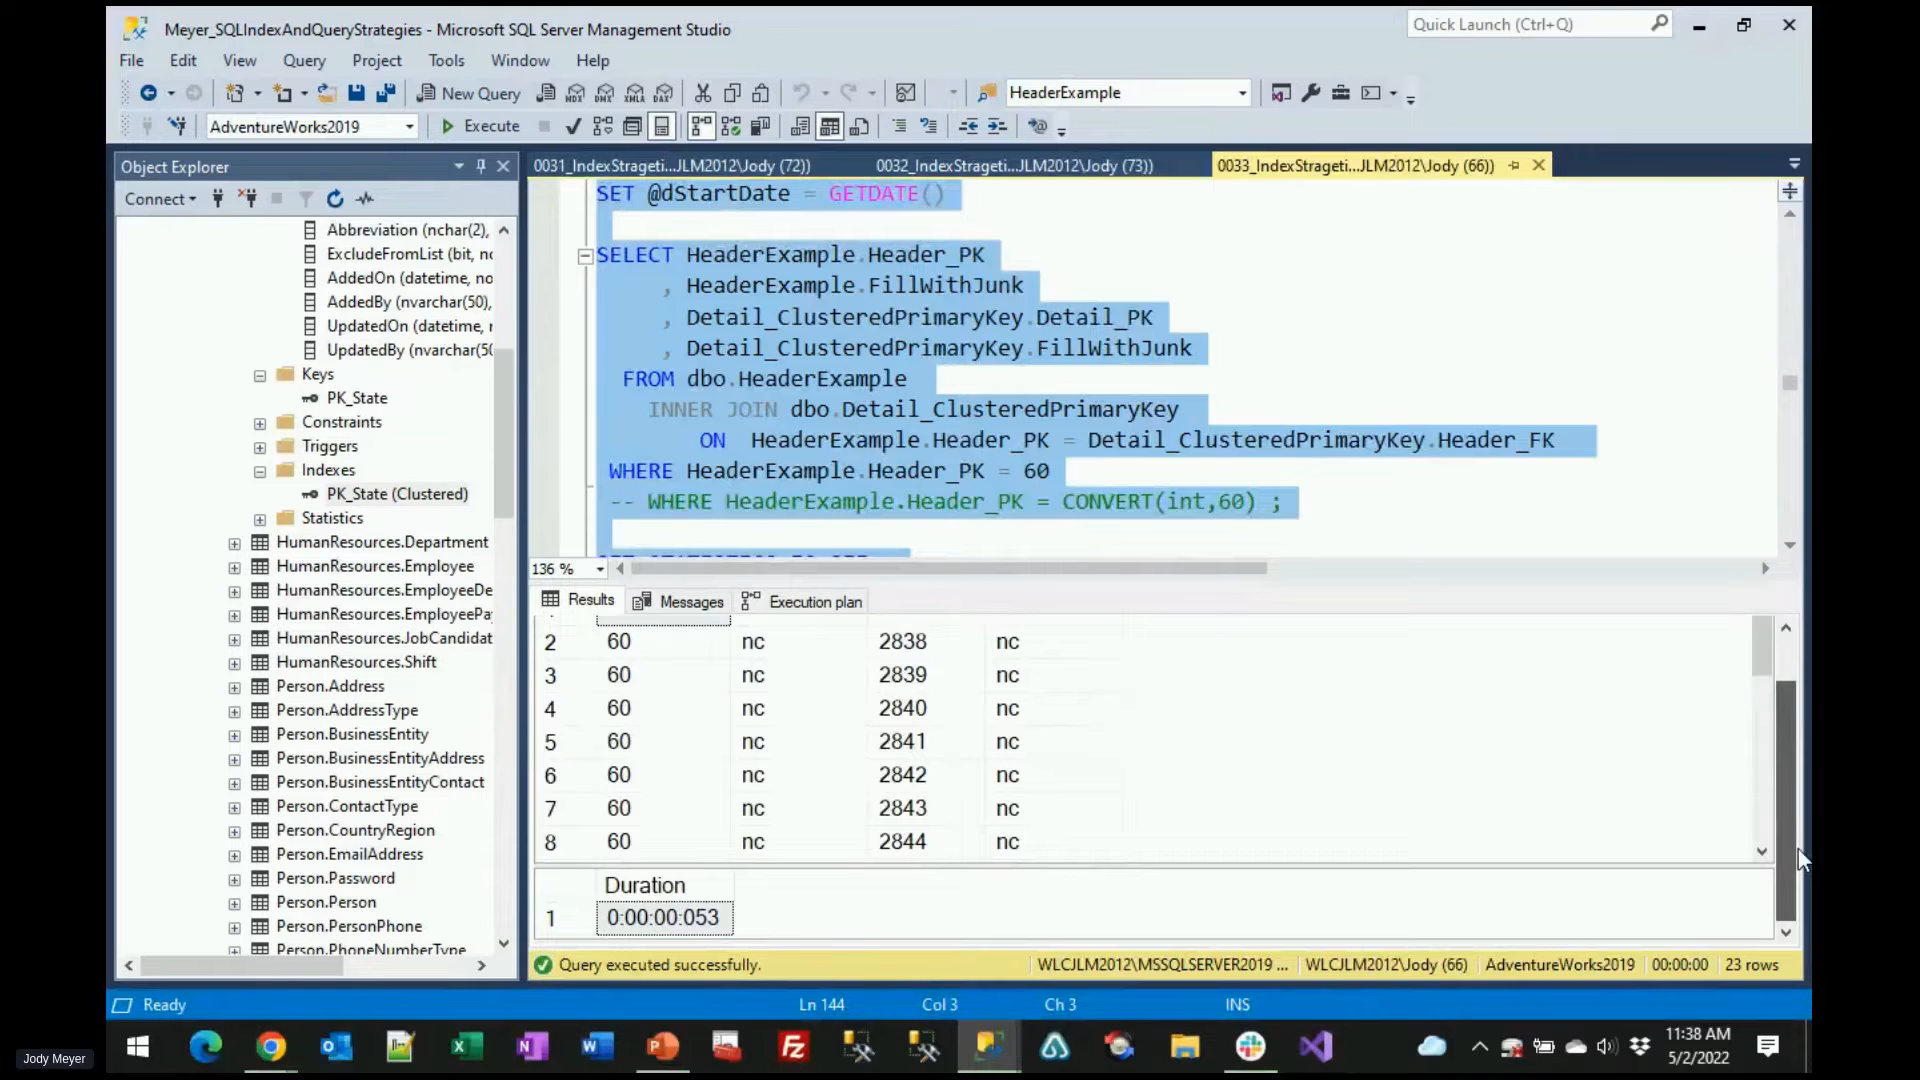 Meyer_SQLIndexAndQueryStrategies - Microsoft SQL Server Management Studio
Quick Launch (Ctrl+Q)
File Edit View Query Project Tools Window Help
New Query
MDX DMX XMLA DAX
HeaderExample
AdventureWorks2019
Execute
Object Explorer
0031_IndexStrageti...JLM2012\Jody (72))
0032_IndexStrageti...JLM2012\Jody (73))
0033_IndexStrageti...JLM2012\Jody (66))
Connect
Abbreviation (nchar(2),
ExcludeFromList (bit, nc
AddedOn (datetime, no
AddedBy (nvarchar(50),
UpdatedOn (datetime, r
UpdatedBy (nvarchar(50
Keys
PK_State
Constraints
Triggers
Indexes
PK_State (Clustered)
Statistics
HumanResources.Department
HumanResources.Employee
HumanResources.EmployeeDe
HumanResources.EmployeePa
HumanResources.JobCandidat
HumanResources.Shift
Person.Address
Person.AddressType
Person.BusinessEntity
Person.BusinessEntityAddress
Person.BusinessEntityContact
Person.ContactType
Person.CountryRegion
Person.EmailAddress
Person.Password
Person.Person
Person.PersonPhone
Person.PhoneNumberType
SET @dStartDate = GETDATE()
SELECT HeaderExample.Header_PK
, HeaderExample.FillWithJunk
, Detail_ClusteredPrimaryKey.Detail_PK
, Detail_ClusteredPrimaryKey.FillWithJunk
FROM dbo.HeaderExample
INNER JOIN dbo.Detail_ClusteredPrimaryKey
ON HeaderExample.Header_PK = Detail_ClusteredPrimaryKey.Header_FK
WHERE HeaderExample.Header_PK = 60
-- WHERE HeaderExample.Header_PK = CONVERT(int,60) ;
136 %
Results Messages Execution plan
2 60 nc 2838 nc
3 60 nc 2839 nc
4 60 nc 2840 nc
5 60 nc 2841 nc
6 60 nc 2842 nc
7 60 nc 2843 nc
8 60 nc 2844 nc
Duration
1 0:00:00:053
Query executed successfully.
WLCJLM2012\MSSQLSERVER2019 ...
WLCJLM2012\Jody (66)
AdventureWorks2019
00:00:00
23 rows
Ready
Ln 144
Col 3
Ch 3
INS
Jody Meyer
11:38 AM
5/2/2022